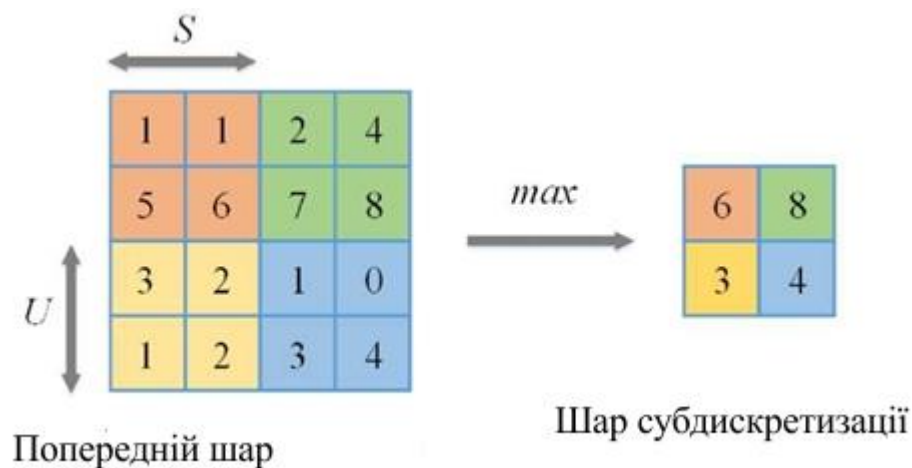 S
1 1 2 4
5 6 7 8
3 2 1 0
1 2 3 4
U
max
6 8
3 4
Попередній шар
Шар субдискретизації